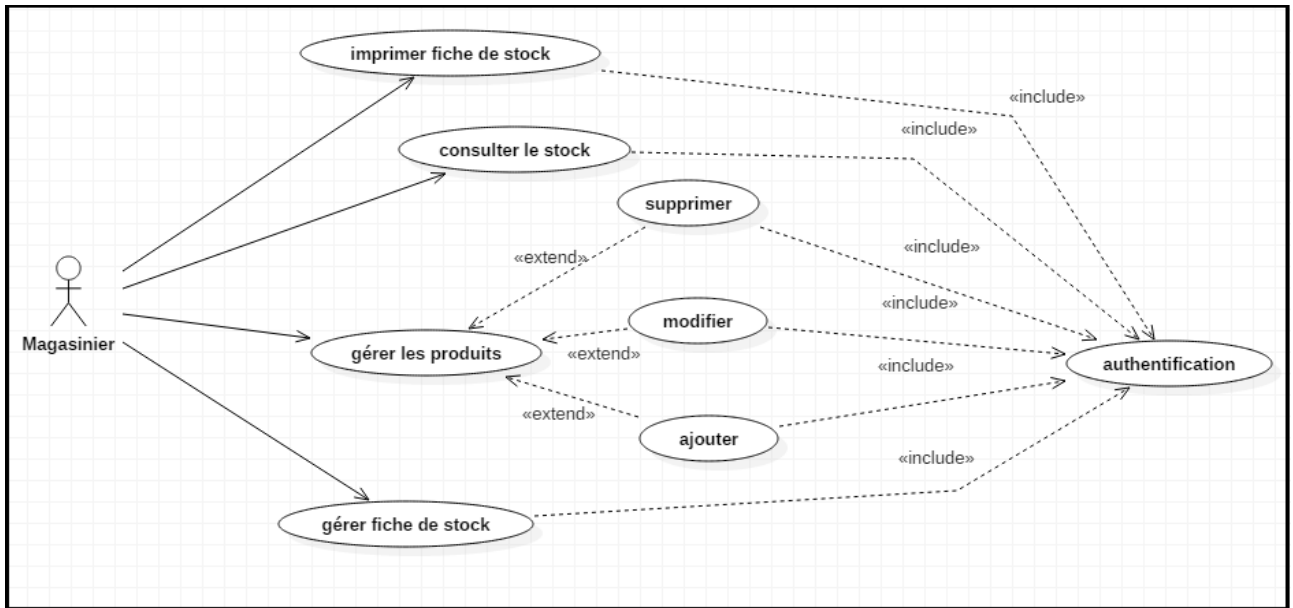 imprimer fiche de stock
«include»
«include»
consulter le stock
supprimer
«include»
«extend»
«include»
modifier
Magasinier
gérer les produits
«extend»
«include»
authentification
«extend»
ajouter
«include»
gérer fiche de stock